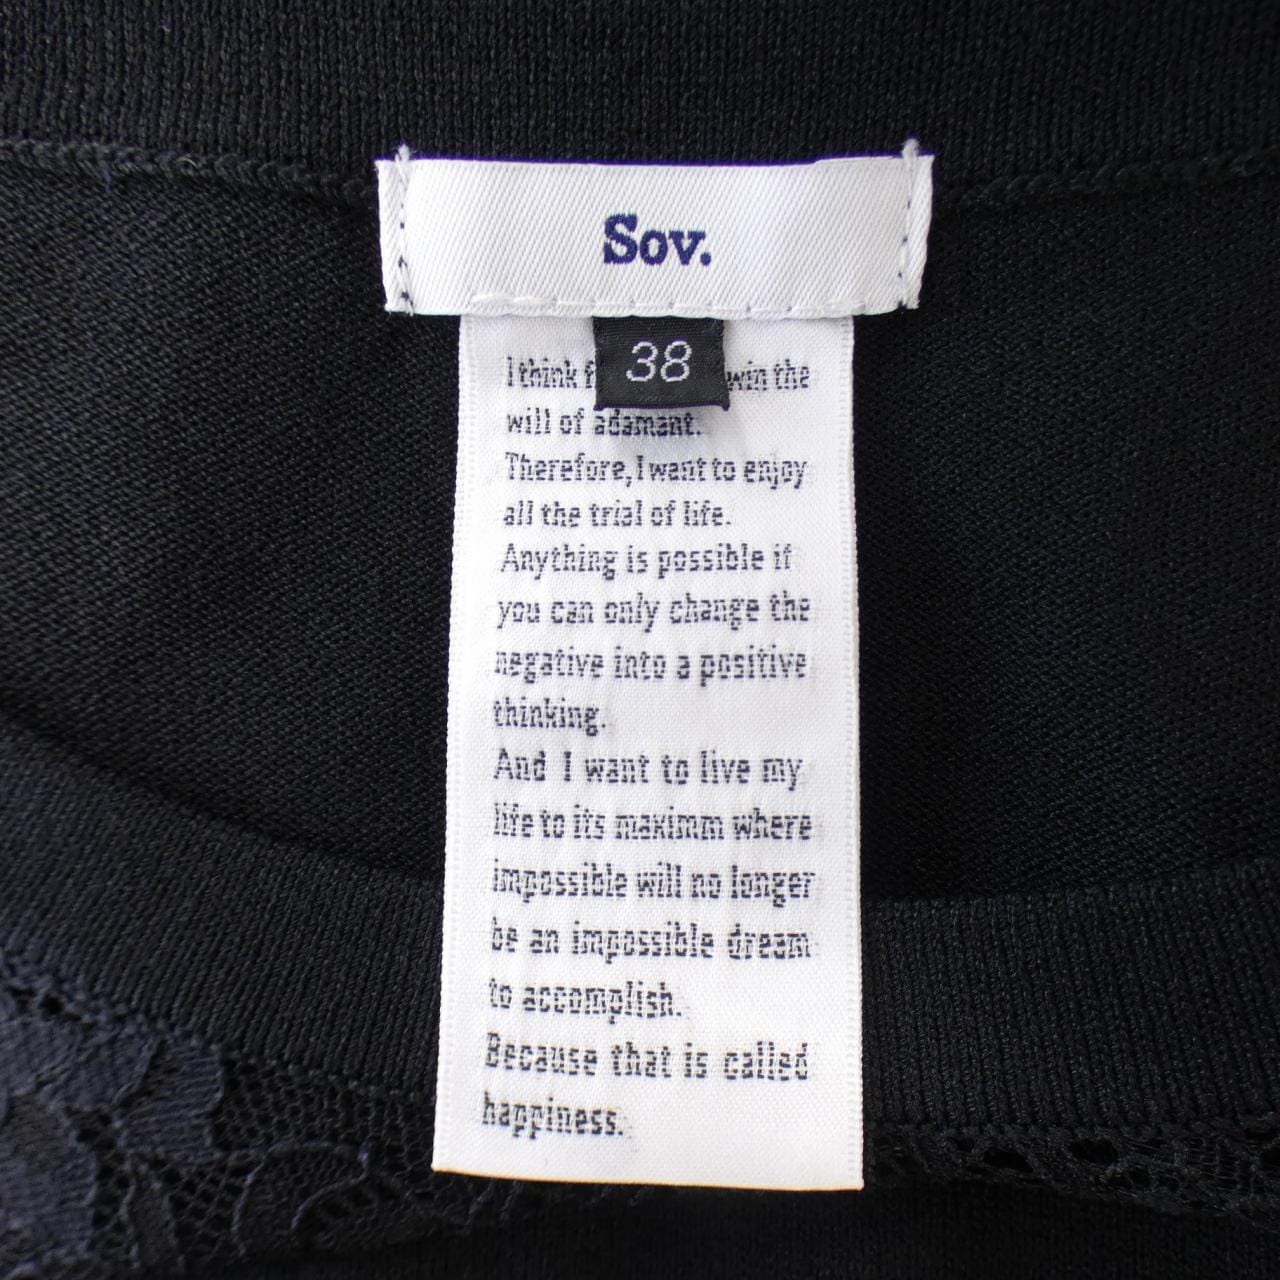 Sov.
38
I think win the
will of adamant.
Therefore, I want to enjoy
all the trial of life.
Anything is possible if
you can only change the
negative into a positive
thinking.
And I want to live my
life to its maximm where
impossible will no longer
be an impossible dream
to accomplish.
Because that is called
happiness.